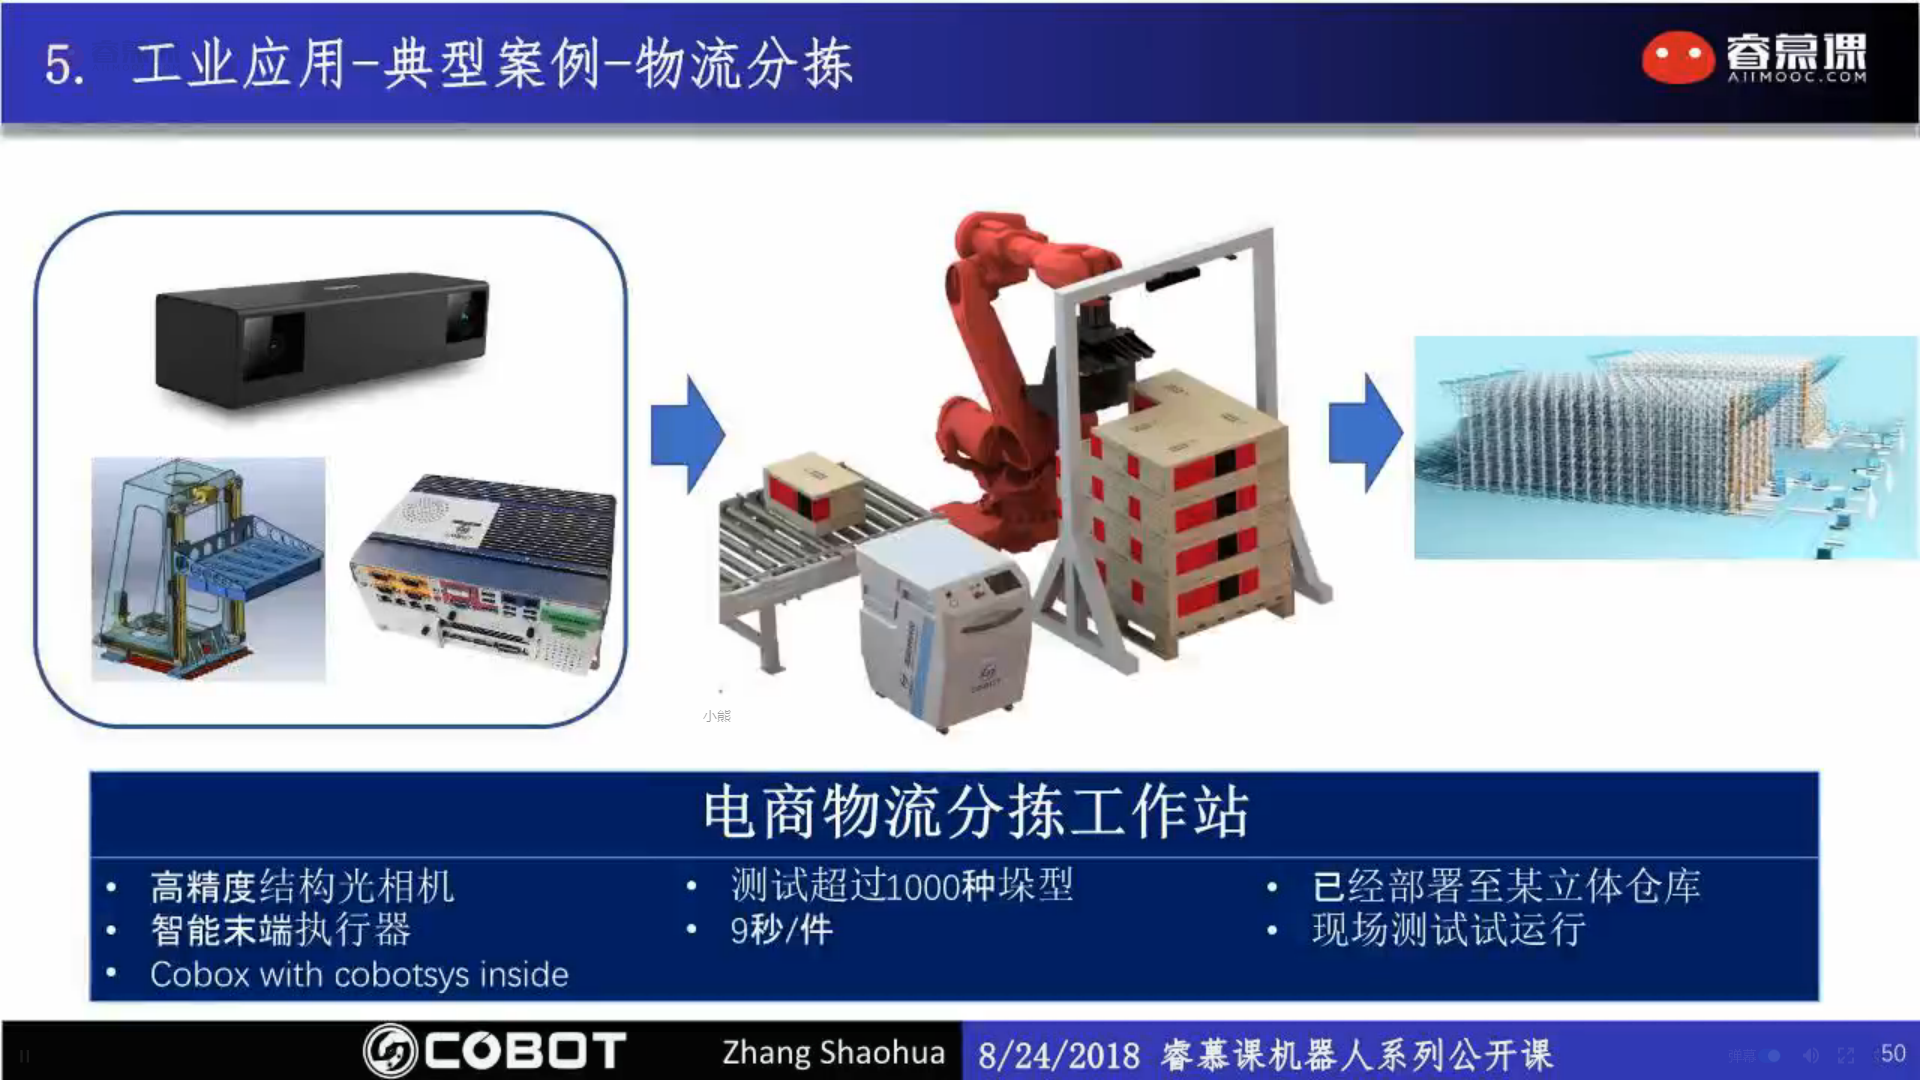 5. 工业应用-典型案例-物流分拣
睿慕课
AIIMOOC.COM
小熊
COBOT
电商物流分拣工作站
• 高精度结构光相机
• 智能末端执行器
• Cobox with cobotsys inside
• 测试超过1000种垛型
• 9秒/件
• 已经部署至某立体仓库
• 现场测试试运行
COBOT
Zhang Shaohua
8/24/2018 睿慕课机器人系列公开课
50